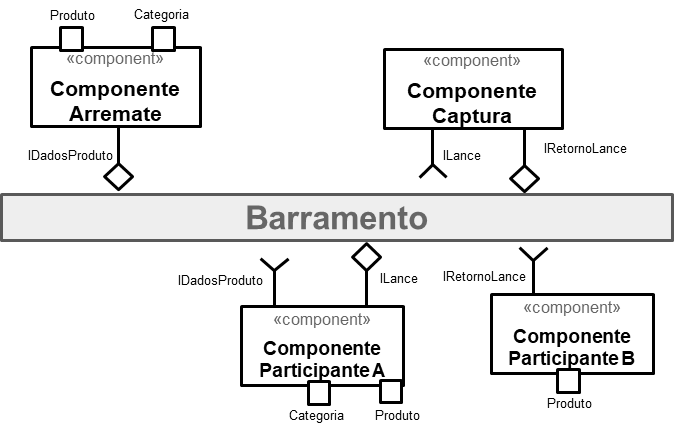 Produto
Categoria
«component»
Componente
Arremate
IDadosProduto
«component»
Componente
Captura
ILance
IRetornoLance
Barramento
IDadosProduto
ILance
IRetornoLance
«component»
Componente
Participante A
Categoria
Produto
«component»
Componente
Participante B
Produto